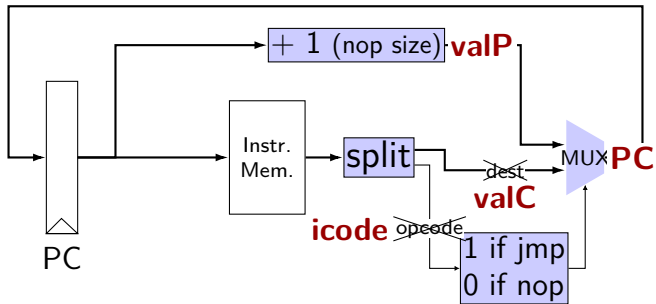 + 1 (nop size)
valP
Instr.
Mem.
split
dest
valC
MUX
PC
icode
opcode
1 if jmp
0 if nop
PC